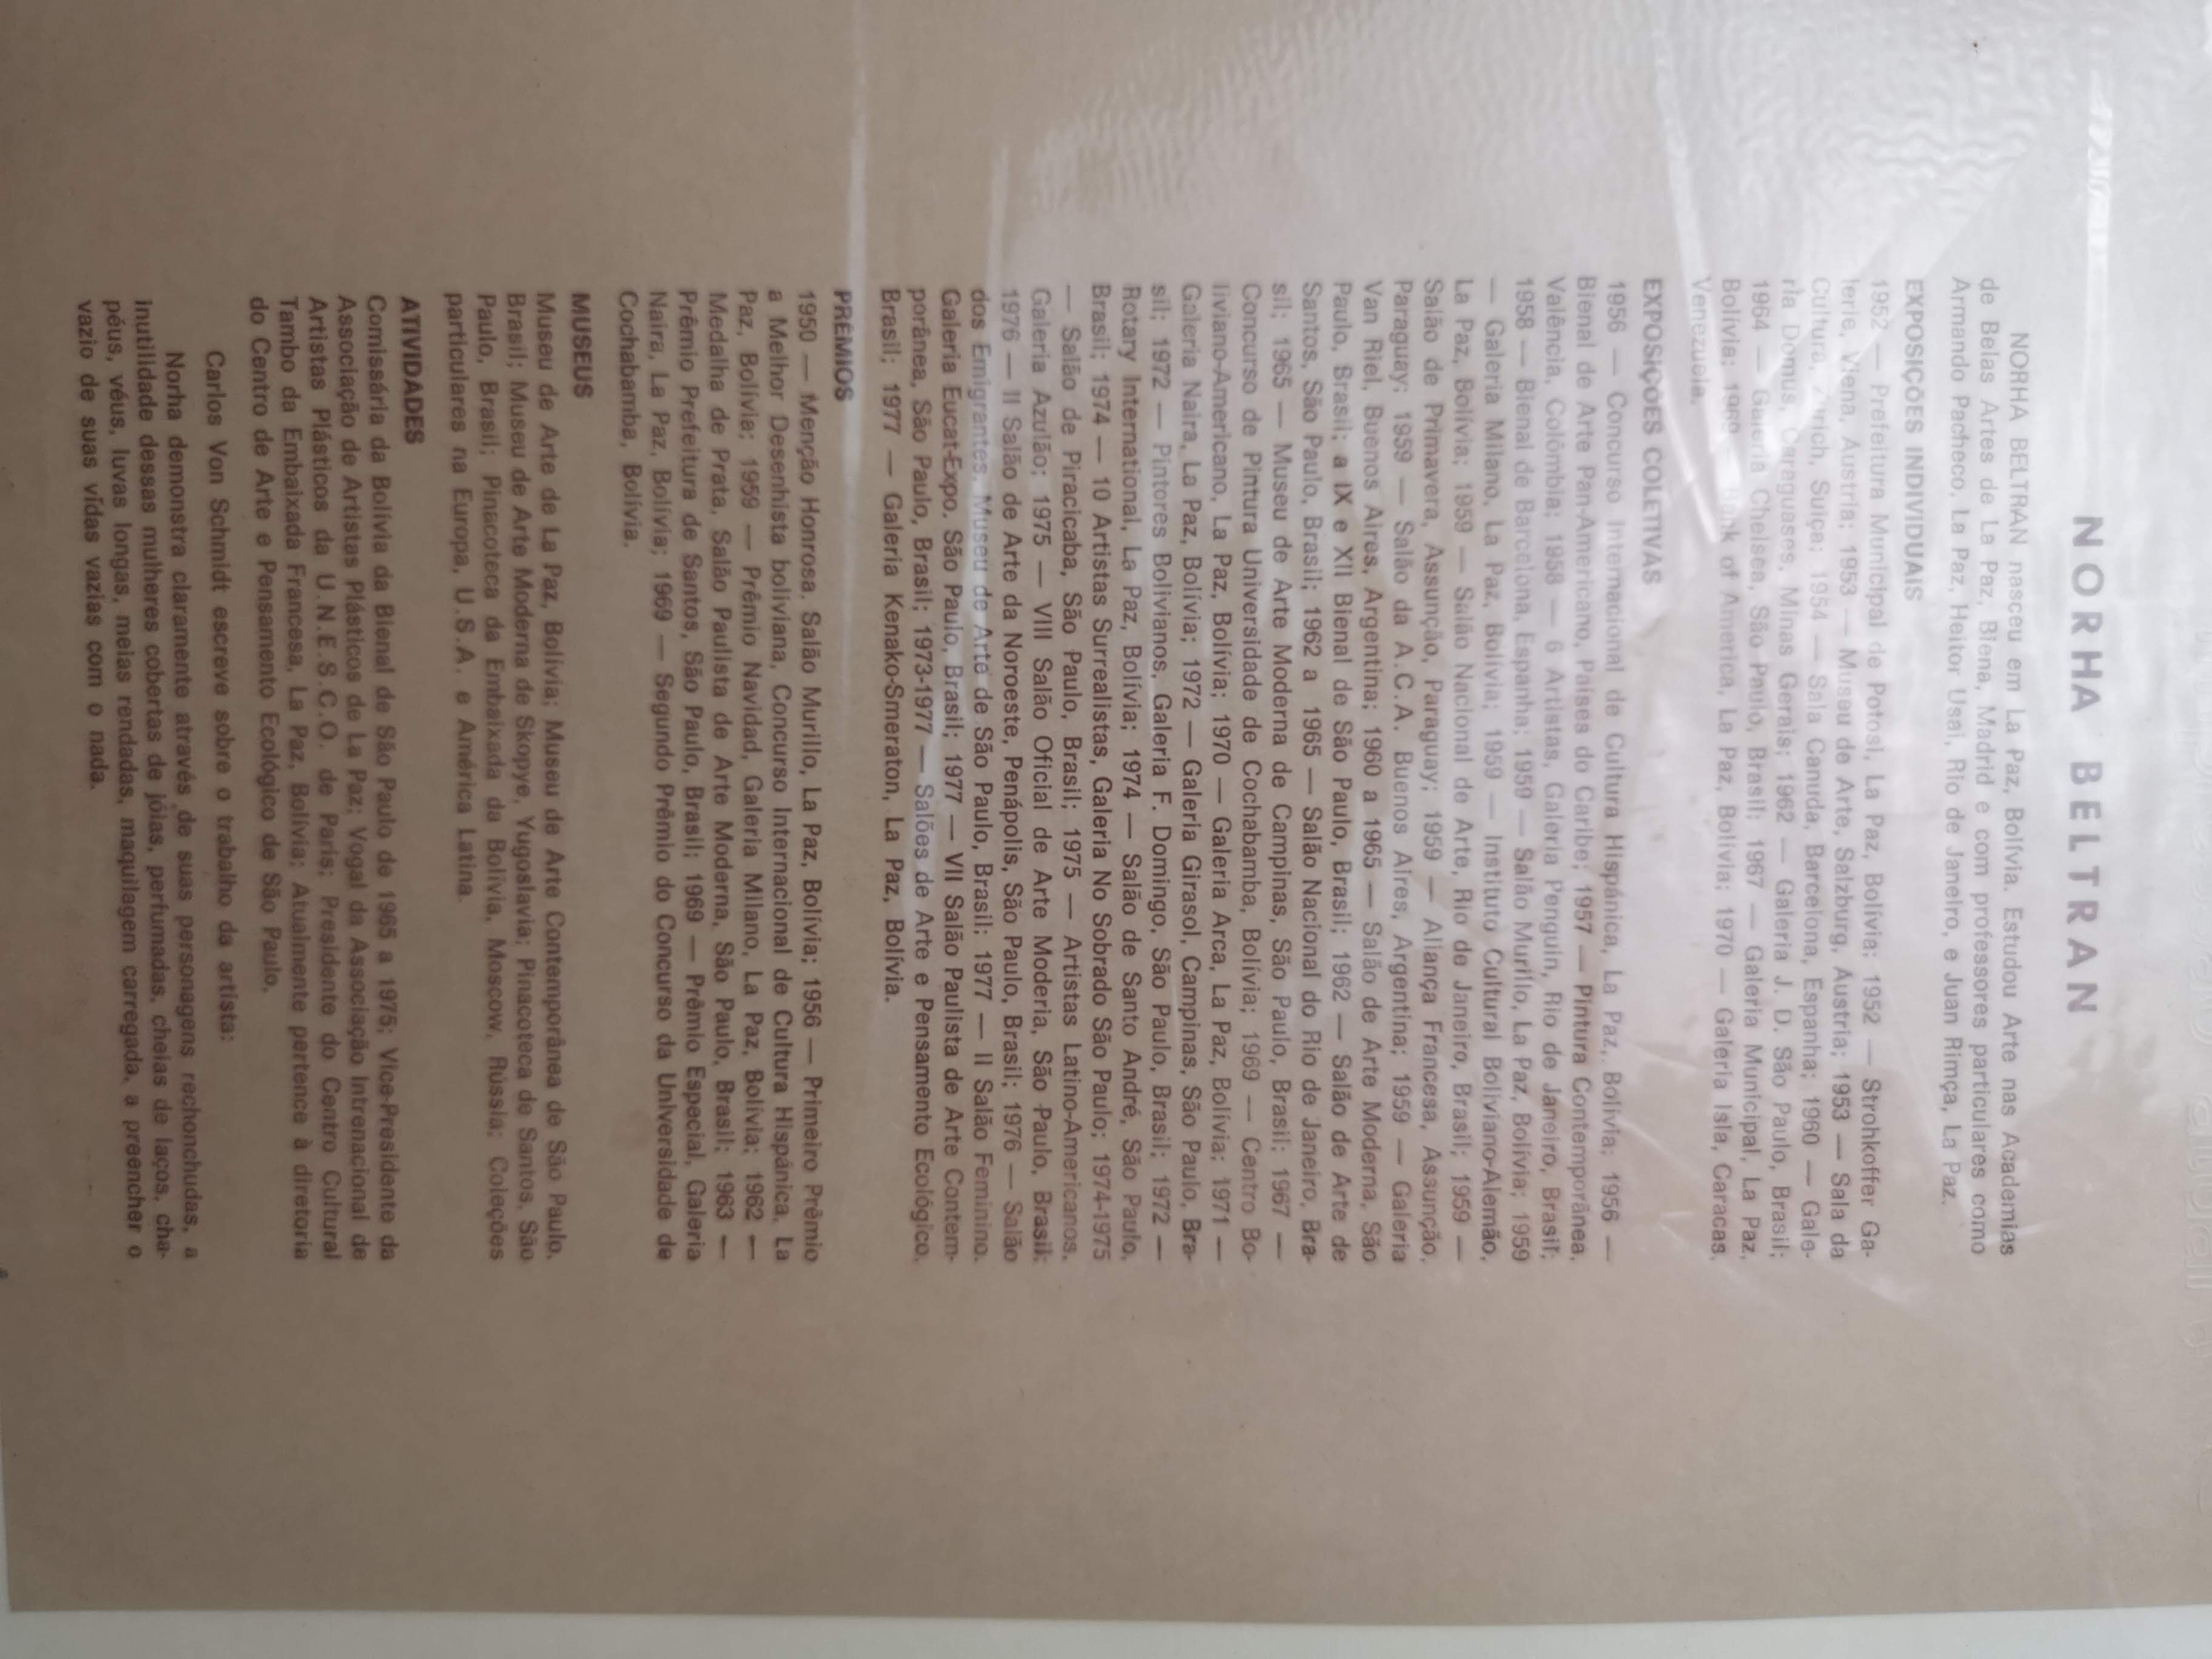 NORHA BELTRAN
NORHA BELTRAN nasceu em La Paz, Bolívia. Estudou Arte nas Academias
de Belas Artes de La Paz, Biena, Madrid e com professores particulares como
Armando Pacheco, La Paz, Heitor Usai, Rio de Janeiro, e Juan Rimça, La Paz.
EXPOSIÇÕES INDIVIDUAIS
1952 — Prefeitura Municipal de Potosi, La Paz, Bolívia; 1952 — Strohkoffer Ga-
lerie, Viena, Áustria; 1953 — Museu de Arte, Salzburg, Áustria; 1953 — Sala da
Cultura, Zurich, Suiça; 1954 — Sala Canuda, Barcelona, Espanha; 1960 — Gale-
ria Domus, Caraguases, Minas Gerais; 1962 — Galeria J. D. São Paulo, Brasil;
1964 — Galeria Chelsea, São Paulo, Brasil; 1967 — Galeria Municipal, La Paz,
Bolívia; of America, La Paz, Bolívia; 1970 — Galeria Isla, Caracas,
Venezuela.
EXPOSIÇÕES COLETIVAS
1956 — Concurso Internacional de Cultura Hispánica, La Paz,. Bolívia; 1956 —
Bienal de Arte Pan-Americano, Paises do Caribe; 1957 — Pintura Contemporânea,
Valência, Colômbia; 1958 — 6 Artistas, Galeria Penguin, Rio de Janeiro, Brasil;
1958 — Bienal de Barcelona, Espanha; 1959 — Salão Murillo, La Paz, Bolívia; 1959
— Galeria Milano, La Paz, Bolívia; 1959 — Instituto Cultural Boliviano-Alemão,
La Paz, Bolívia; 1959 — Salão Nacional de Arte, Rio de Janeiro, Brasil; 1959 —
Salão de Primavera, Assunção, Paraguay; 1959 — Aliança Francesa, Assunção,
Paraguay; 1959 — Salão da A.C.A. Buenos Aires, Argentina; 1959 — Galeria
Van Riel, Buenos Aires, Argentina; 1960 a 1965 — Salão de Arte Moderna, São
Paulo, Brasil; a IX e XII Bienal de São Paulo, Brasil; 1962 — Salão de Arte de
Santos, São Paulo, Brasil; 1962 a 1965 — Salão Nacional do Rio de Janeiro, Bra-
sil; 1965 — Museu de Arte Moderna de Campinas, São Paulo, Brasil; 1967 —
Concurso de Pintura Universidade de Cochabamba, Bolívia; 1969 — Centro Bo-
liviano-Americano, La Paz, Bolívia; 1970 — Galeria Arca, La Paz, Bolívia; 1971 —
Galeria Naira, La Paz, Bolívia; 1972 — Galeria Girasol, Campinas, São Paulo, Bra-
sil; 1972 — Pintores Bolivianos, Galeria F. Domingo, São Paulo, Brasil; 1972 —
Rotary International, La Paz, Bolívia; 1974 — Salão de Santo André, São Paulo,
Brasil; 1974 — 10 Artistas Surrealistas, Galeria No Sobrado São Paulo; 1974-1975
— Salão de Piracicaba, São Paulo, Brasil; 1975 — Artistas Latino-Americanos,
Galeria Azulão; 1975 — VIII Salão Oficial de Arte Moderia, São Paulo, Brasil;
1976 — II Salão de Arte da Noroeste, Penápolis, São Paulo, Brasil; 1976 — Salão
dos Emigrantes, Museu de Arte de São Paulo, Brasil; 1977 — II Salão Feminino,
Galeria Eucat-Expo, São Paulo, Brasil; 1977 — VII Salão Paulista de Arte Contem-
porânea, São Paulo, Brasil; 1973-1977 — Salões de Arte e Pensamento Ecológico,
Brasil; 1977 — Galeria Kenako-Smeraton, La Paz, Bolívia.
PRÊMIOS
1950 — Menção Honrosa, Salão Murillo, La Paz, Bolívia; 1956 — Primeiro Prêmio
a Melhor Desenhista boliviana, Concurso Internacional de Cultura Hispánica, La
Paz, Bolívia; 1959 — Prêmio Navidad, Galeria Milano, La Paz, Bolívia; 1962 —
Medalha de Prata, Salão Paulista de Arte Moderna, São Paulo, Brasil; 1963 —
Prêmio Prefeitura de Santos, São Paulo, Brasil; 1969 — Prêmio Especial, Galeria
Naira, La Paz, Bolívia; 1969 — Segundo Prêmio do Concurso da Universidade de
Cochabamba, Bolívia.
MUSEUS
Museu de Arte de La Paz, Bolívia; Museu de Arte Contemporânea de São Paulo,
Brasil; Museu de Arte Moderna de Skopye, Yugoslavia; Pinacoteca de Santos, São
Paulo, Brasil; Pinacoteca da Embaixada da Bolívia, Moscow, Rússia; Coleções
particulares na Europa, U.S.A. e América Latina.
ATIVIDADES
Comissária da Bolívia da Bienal de São Paulo de 1965 a 1975; Vice-Presidente da
Associação de Artistas Plásticos de La Paz; Vogal da Associação Intrenacional de
Artistas Plásticos da U.N.E.S.C.O. de Paris; Presidente do Centro Cultural
Tambo da Embaixada Francesa, La Paz, Bolívia; Atualmente pertence à diretoria
do Centro de Arte e Pensamento Ecológico de São Paulo.
Carlos Von Schmidt escreve sobre o trabalho da artista:
Norha demonstra claramente através de suas personagens rechonchudas, a
inutilidade dessas mulheres cobertas de jóias, perfumadas, cheias de laços, cha-
péus, véus, luvas longas, meias rendadas, maquilagem carregada, a preencher o
vazio de suas vidas vazias com o nada.